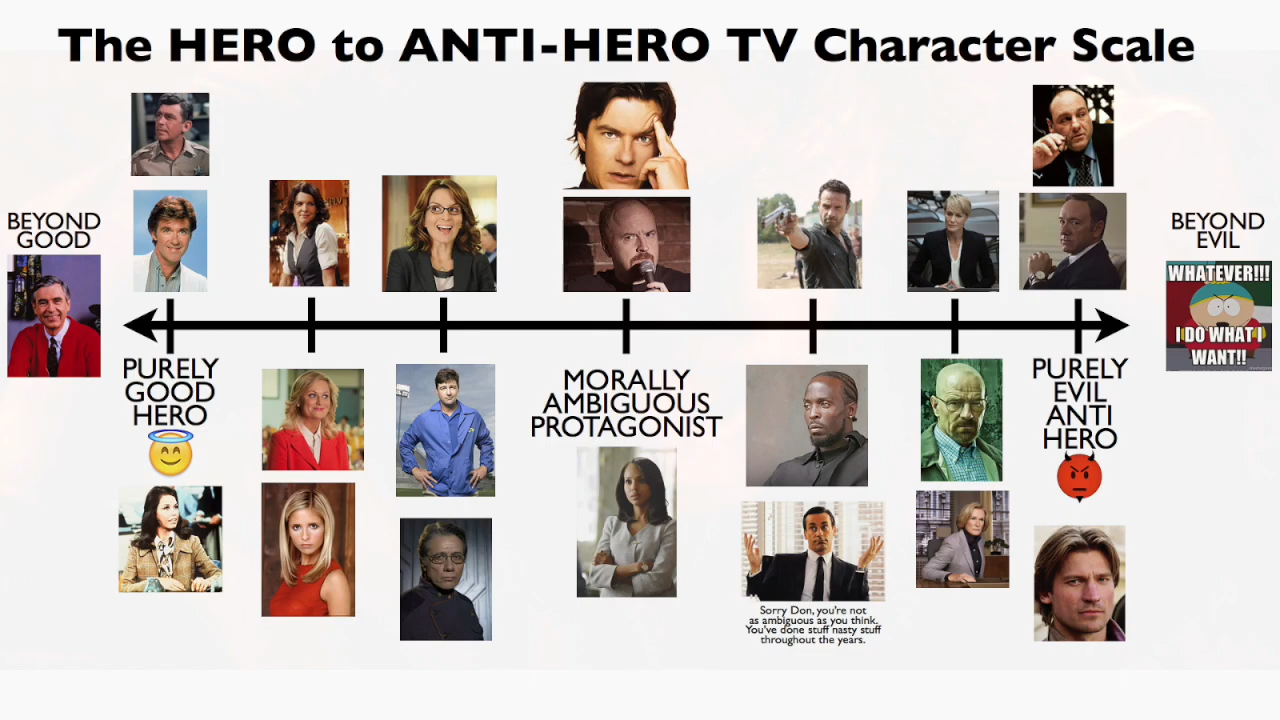 The HERO to ANTI-HERO TV Character Scale
BEYOND
GOOD
BEYOND
EVIL
WHATEVER!!!
I DO WHAT I
WANT!!
PURELY
GOOD
HERO
MORALLY
AMBIGUOUS
PROTAGONIST
PURELY
EVIL
ANTI
HERO
Sorry Don, you're not
as ambiguous as you think.
You've done stuff nasty stuff
throughout the years.